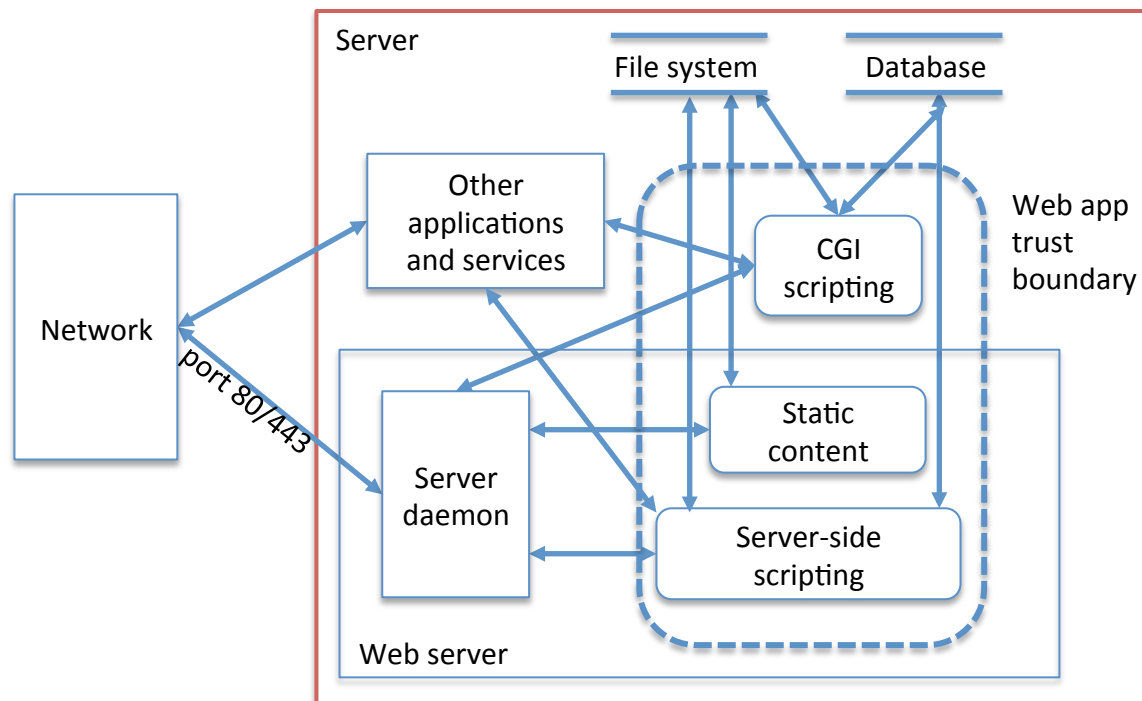 Server
File system
Database
Other
applications
and services
Web app
trust
boundary
CGI
scripting
Network
port 80/443
Static
content
Server
daemon
Server-side
scripting
Web server